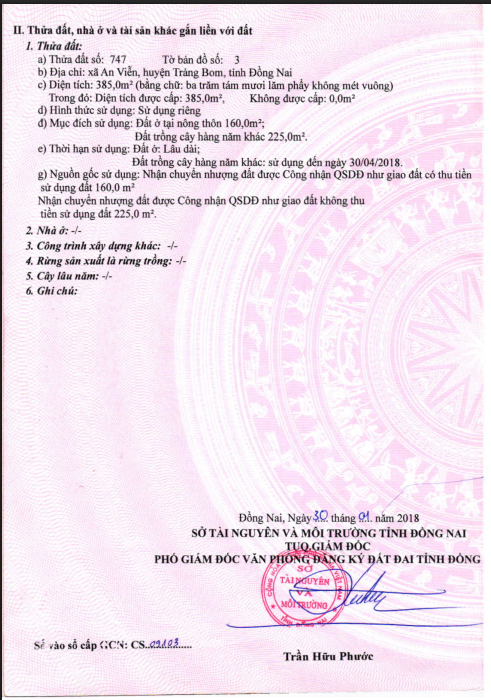 II. Thửa đất, nhà ở và tài sản khác gắn liền với đất
1. Thửa đất:
a) Thửa đất số: 747 Tờ bản đồ số: 3
b) Địa chỉ: xã An Viễn, huyện Trảng Bom, tỉnh Đồng Nai
c) Diện tích: 385,0m² (bằng chữ: ba trăm tám mươi lăm phẩy không mét vuông)
Trong đó: Diện tích được cấp: 385,0m², Không được cấp: 0,0m²
d) Hình thức sử dụng: Sử dụng riêng
đ) Mục đích sử dụng: Đất ở tại nông thôn 160,0m²;
Đất trồng cây hàng năm khác 225,0m².
e) Thời hạn sử dụng: Đất ở: Lâu dài;
Đất trồng cây hàng năm khác: sử dụng đến ngày 30/04/2018.
g) Nguồn gốc sử dụng: Nhận chuyển nhượng đất được Công nhận QSDĐ như giao đất có thu tiền
sử dụng đất 160,0 m²
Nhận chuyển nhượng đất được Công nhận QSDĐ như giao đất không thu
tiền sử dụng đất 225,0 m².
2. Nhà ở: -/-
3. Công trình xây dựng khác: -/-
4. Rừng sản xuất là rừng trồng: -/-
5. Cây lâu năm: -/-
6. Ghi chú:
Đồng Nai, Ngày 30 tháng 01 năm 2018
SỞ TÀI NGUYÊN VÀ MÔI TRƯỜNG TỈNH ĐỒNG NAI
TUQ.GIÁM ĐỐC
PHÓ GIÁM ĐỐC VĂN PHÒNG ĐĂNG KÝ ĐẤT ĐAI TỈNH ĐỒNG
SỞ
TÀI NGUYÊN
VÀ
MÔI TRƯỜNG
TỈNH ĐỒNG NAI
Số vào sổ cấp GCN: CS..09103......
Trần Hữu Phước